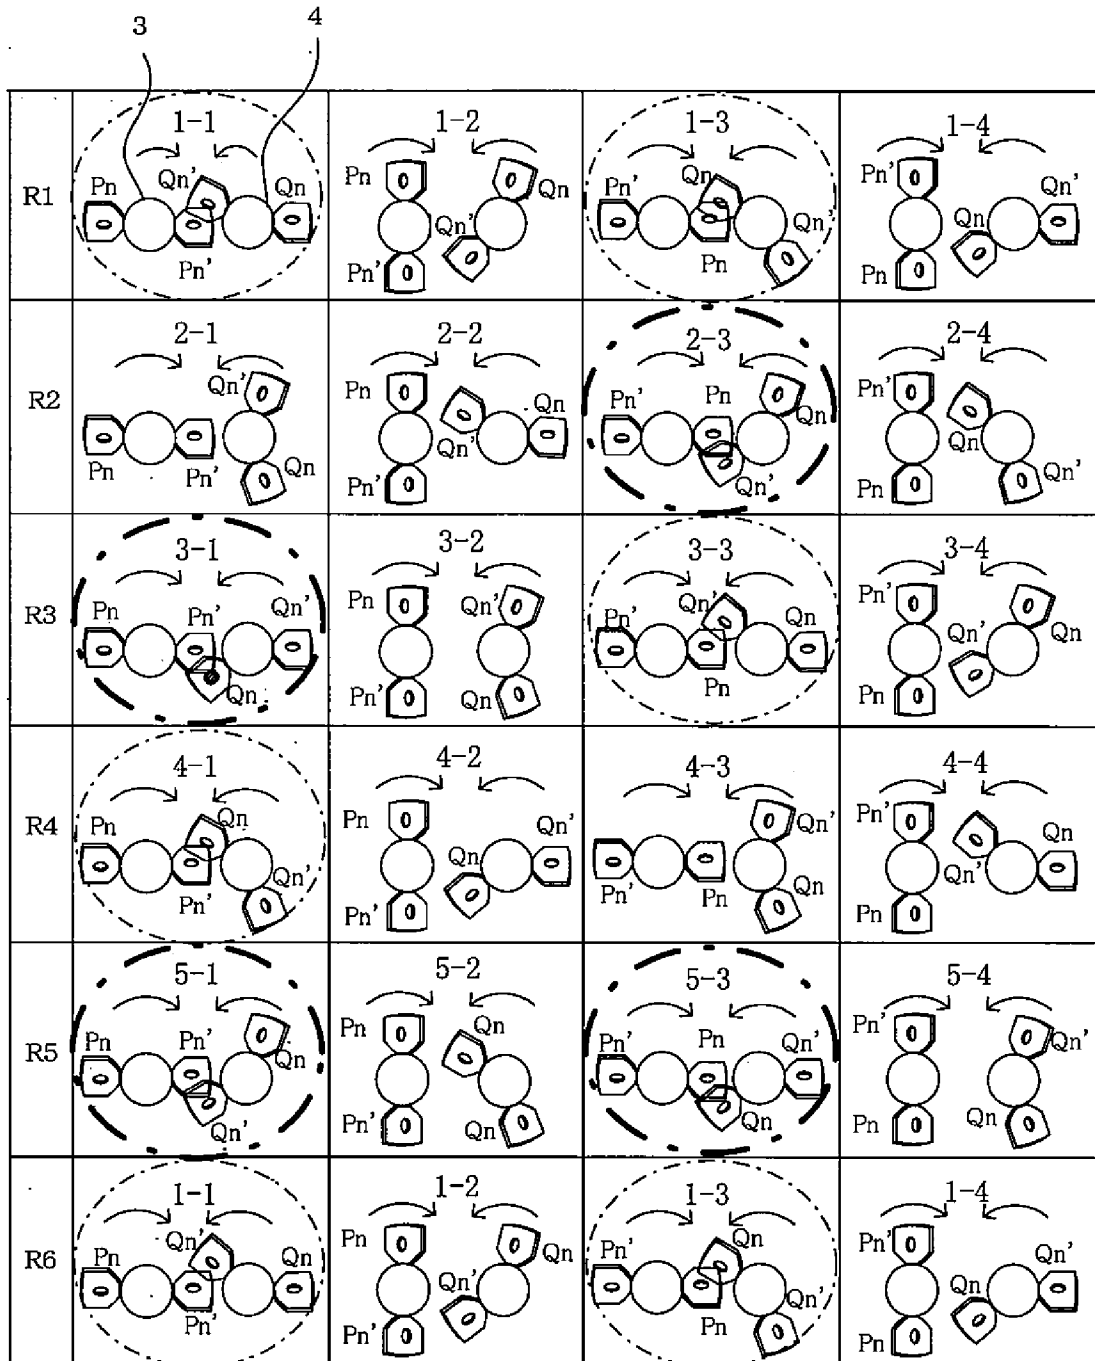 3 4
1-1 1-2 1-3 1-4
R1
Pn Qn' Qn Pn'
Pn Qn Qn' Pn'
Pn' Qn Qn' Pn
Pn' Qn' Qn Pn
2-1 2-2 2-3 2-4
R2
Qn' Pn Pn' Qn
Pn Qn Qn' Pn'
Pn' Pn Qn Qn'
Pn' Qn Pn Qn'
3-1 3-2 3-3 3-4
R3
Pn Pn' Qn' Qn
Pn Qn' Pn' Qn
Qn' Pn' Qn Pn
Pn' Qn' Qn Pn
4-1 4-2 4-3 4-4
R4
Pn Qn Qn' Pn'
Pn Qn' Qn Pn'
Qn' Pn' Pn Qn
Pn' Qn Qn' Pn
5-1 5-2 5-3 5-4
R5
Pn Pn' Qn Qn'
Pn Qn Qn Pn'
Pn' Pn Qn' Qn
Pn' Qn' Pn Qn
1-1 1-2 1-3 1-4
R6
Pn Qn' Qn Pn'
Pn Qn Qn' Pn'
Pn' Qn Qn' Pn
Pn' Qn' Qn Pn